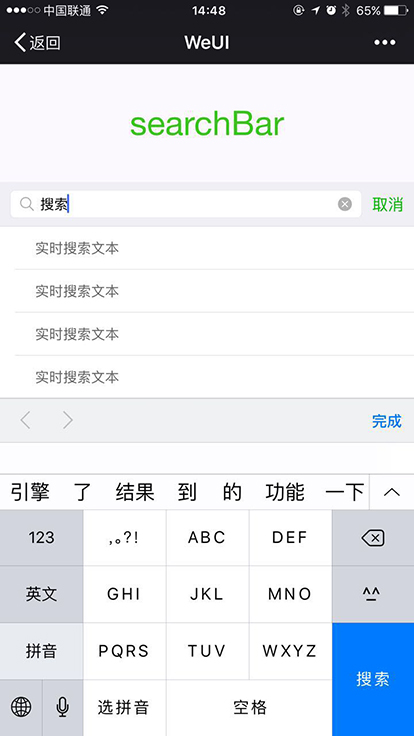 中国联通 14:48 65%
返回 WeUI
searchBar
搜索 取消
实时搜索文本
实时搜索文本
实时搜索文本
实时搜索文本
完成
引擎 了 结果 到 的 功能 一下
123 ,。?! ABC DEF
英文 GHI JKL MNO ^^
拼音 PQRS TUV WXYZ
搜索
选拼音 空格